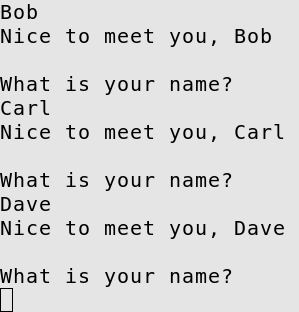 Bob
Nice to meet you, Bob

What is your name?
Carl
Nice to meet you, Carl

What is your name?
Dave
Nice to meet you, Dave

What is your name?